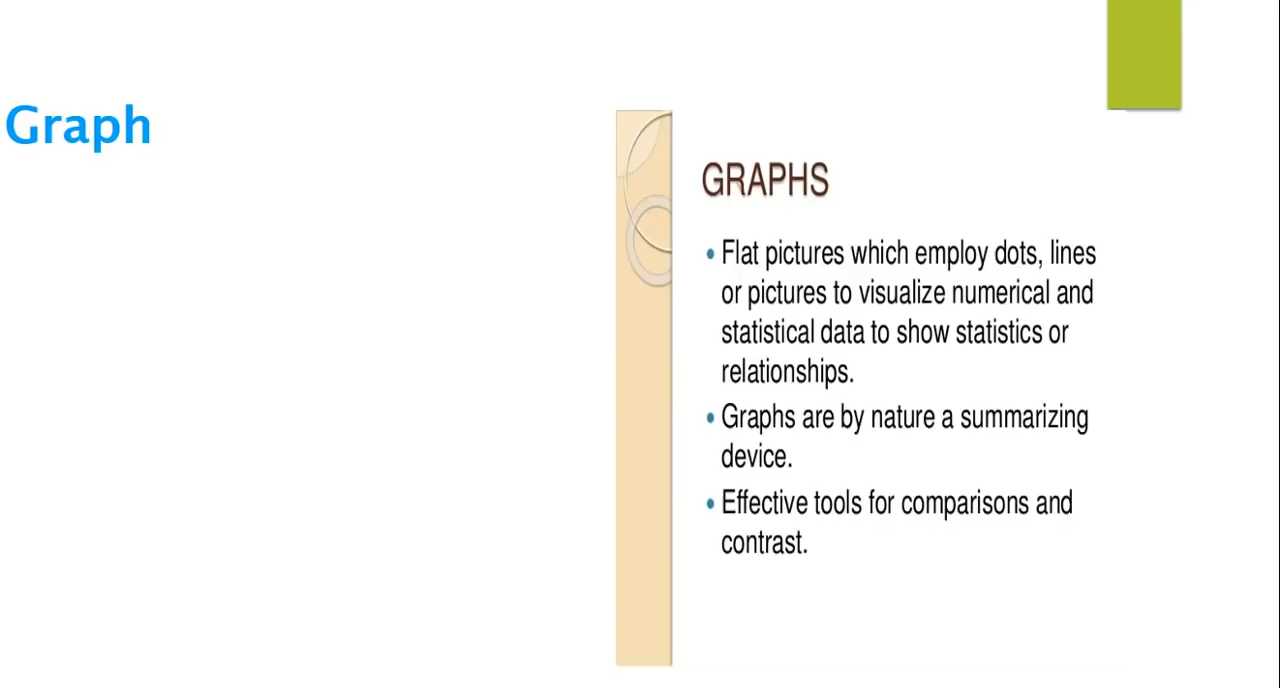 Graph
GRAPHS
• Flat pictures which employ dots, lines
or pictures to visualize numerical and
statistical data to show statistics or
relationships.
• Graphs are by nature a summarizing
device.
• Effective tools for comparisons and
contrast.